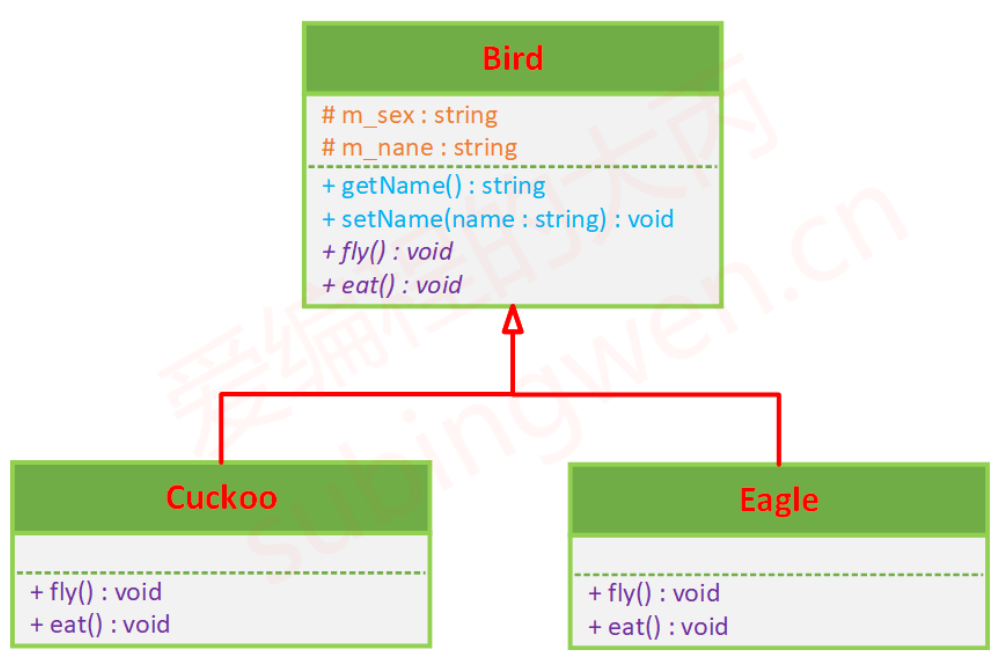 Bird
# m_sex : string
# m_nane : string
+ getName() : string
+ setName(name : string) : void
+ fly() : void
+ eat() : void
爱编程的大丙
subingwen.cn
Cuckoo
+ fly() : void
+ eat() : void
Eagle
+ fly() : void
+ eat() : void